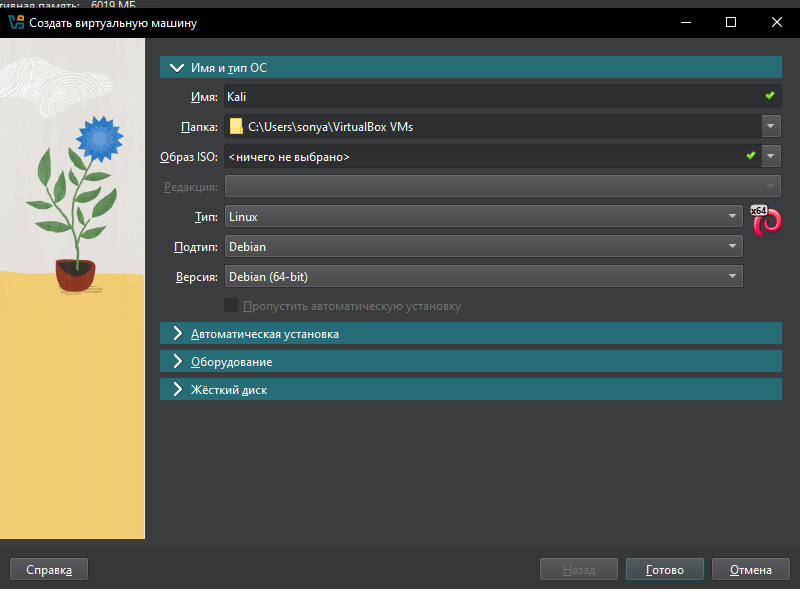 тивная память: 6019 МБ
Создать виртуальную машину
Имя и тип ОС
Имя: Kali
Папка: C:\Users\sonya\VirtualBox VMs
Образ ISO: <ничего не выбрано>
Редакция:
Тип: Linux
x64
Подтип: Debian
Версия: Debian (64-bit)
Пропустить автоматическую установку
Автоматическая установка
Оборудование
Жёсткий диск
Справка Назад Готово Отмена